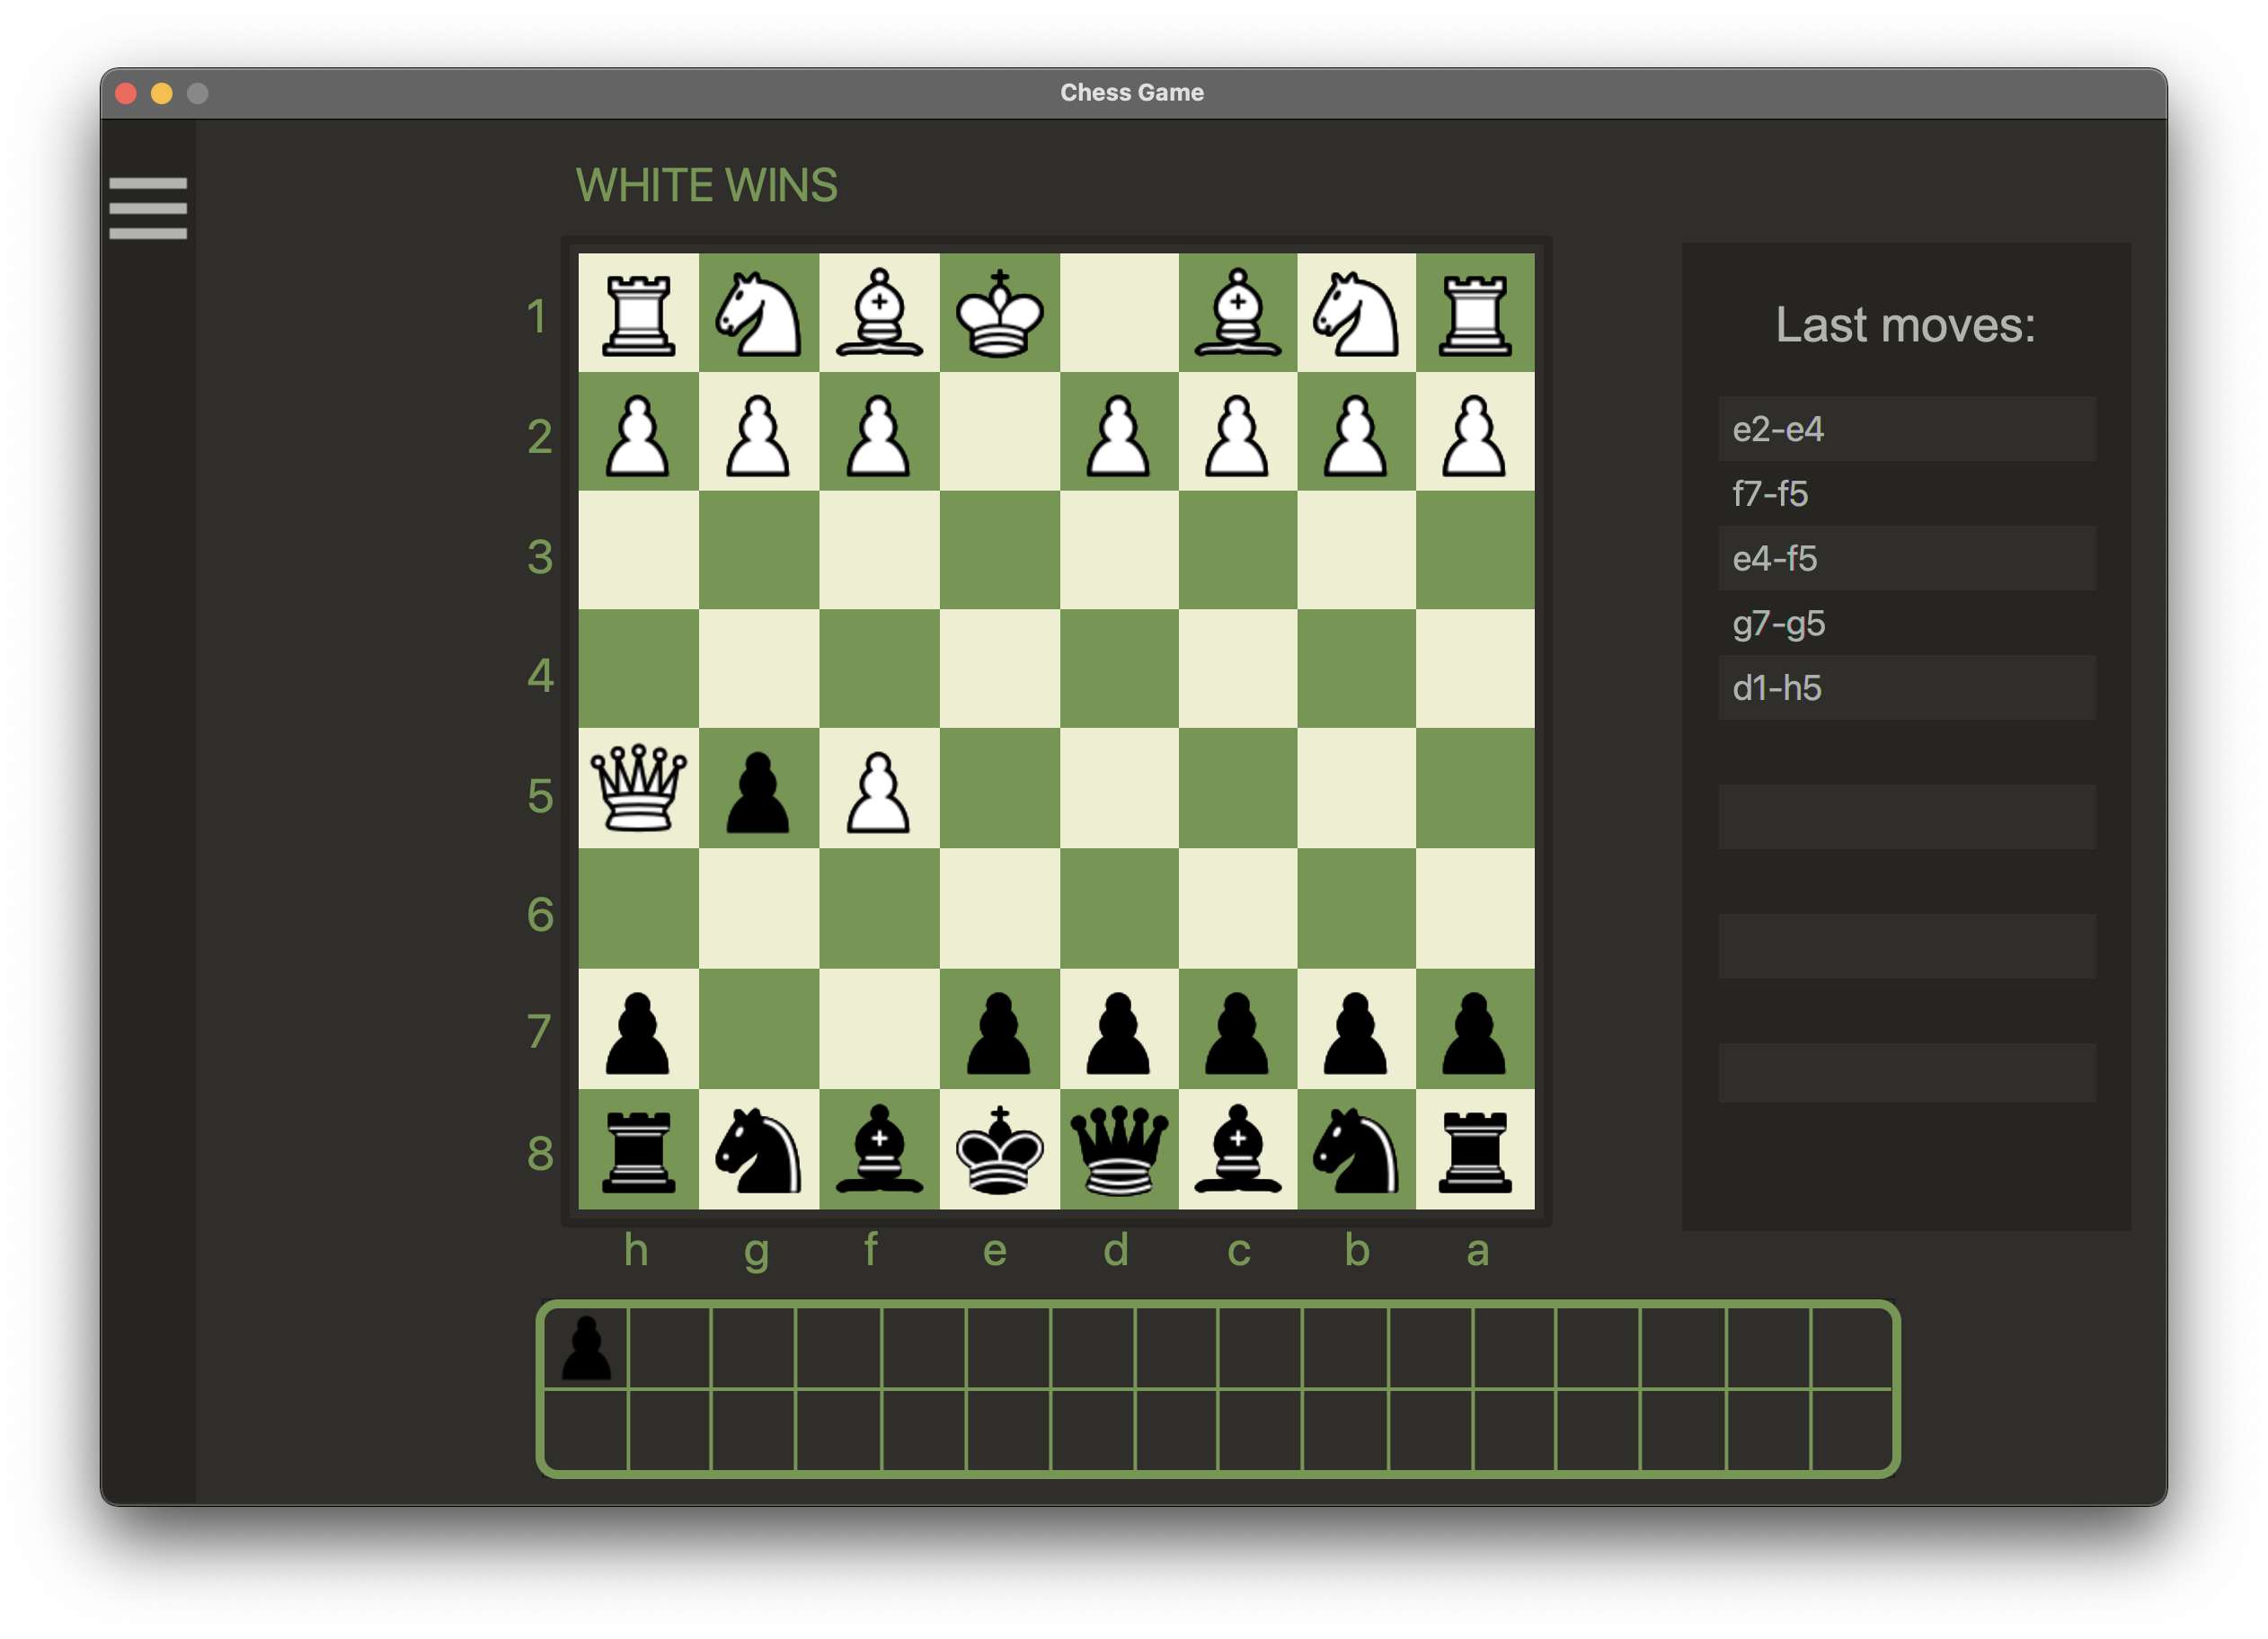 Chess Game
WHITE WINS
1
2
3
4
5
6
7
8
h g f e d c b a
Last moves:
e2-e4
f7-f5
e4-f5
g7-g5
d1-h5